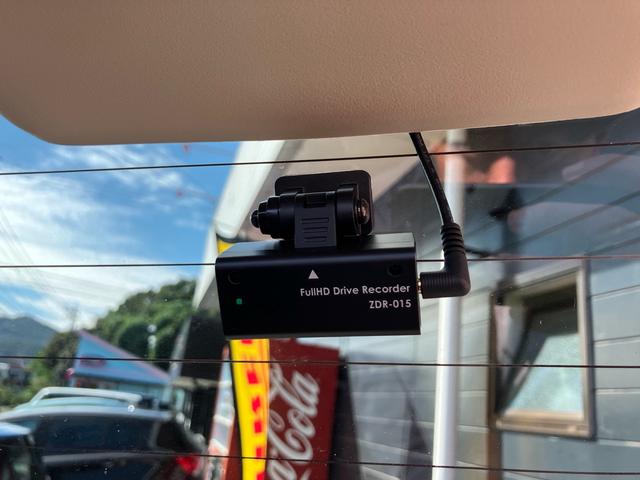 FullHD Drive Recorder
ZDR-015
Coca-Cola